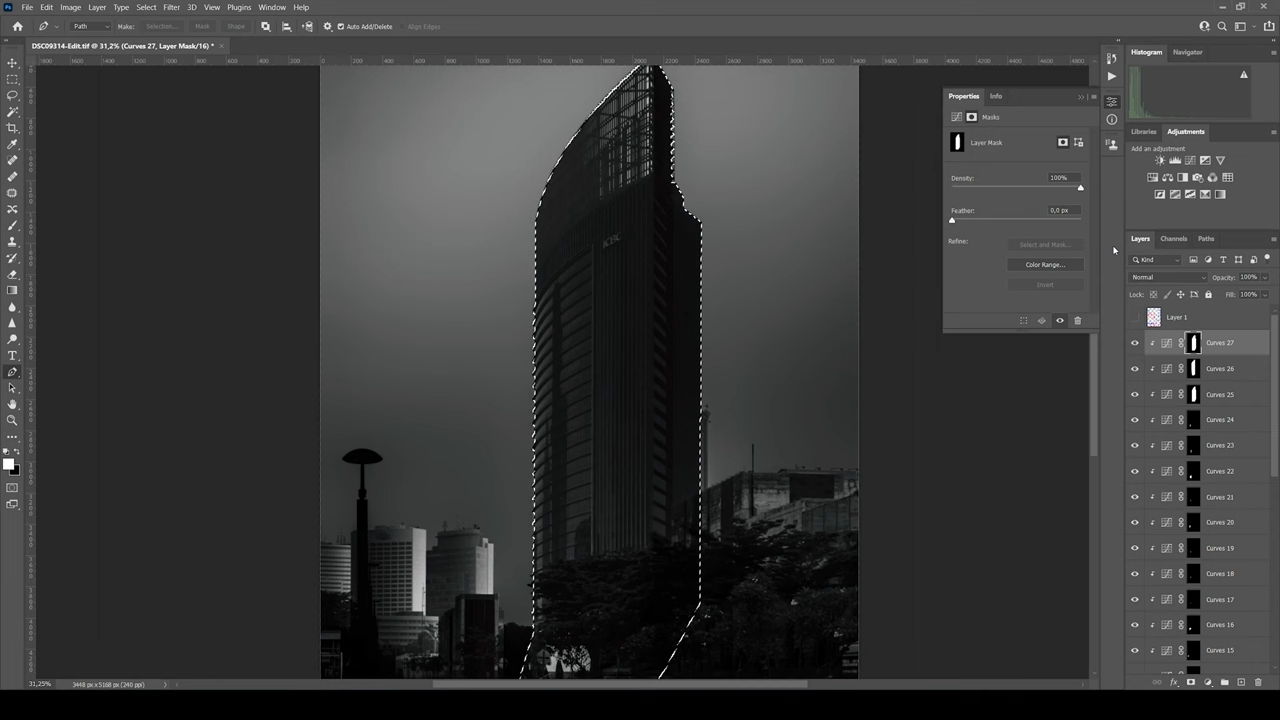 File Edit Image Layer Type Select Filter 3D View Plugins Window Help
Path Make: Selection... Mask Shape Auto Add/Delete Align Edges
DSC09314-Edit.tif @ 31,2% (Curves 27, Layer Mask/16) *
Histogram Navigator
Properties Info
Masks
Layer Mask
Density: 100%
Feather: 0,0 px
Refine: Select and Mask...
Color Range...
Invert
Libraries Adjustments
Add an adjustment
Layers Channels Paths
Kind
Normal Opacity: 100%
Lock: Fill: 100%
Layer 1
Curves 27
Curves 26
Curves 25
Curves 24
Curves 23
Curves 22
Curves 21
Curves 20
Curves 19
Curves 18
Curves 17
Curves 16
Curves 15
ICBC
31,25% 3448 px x 5168 px (240 ppi)